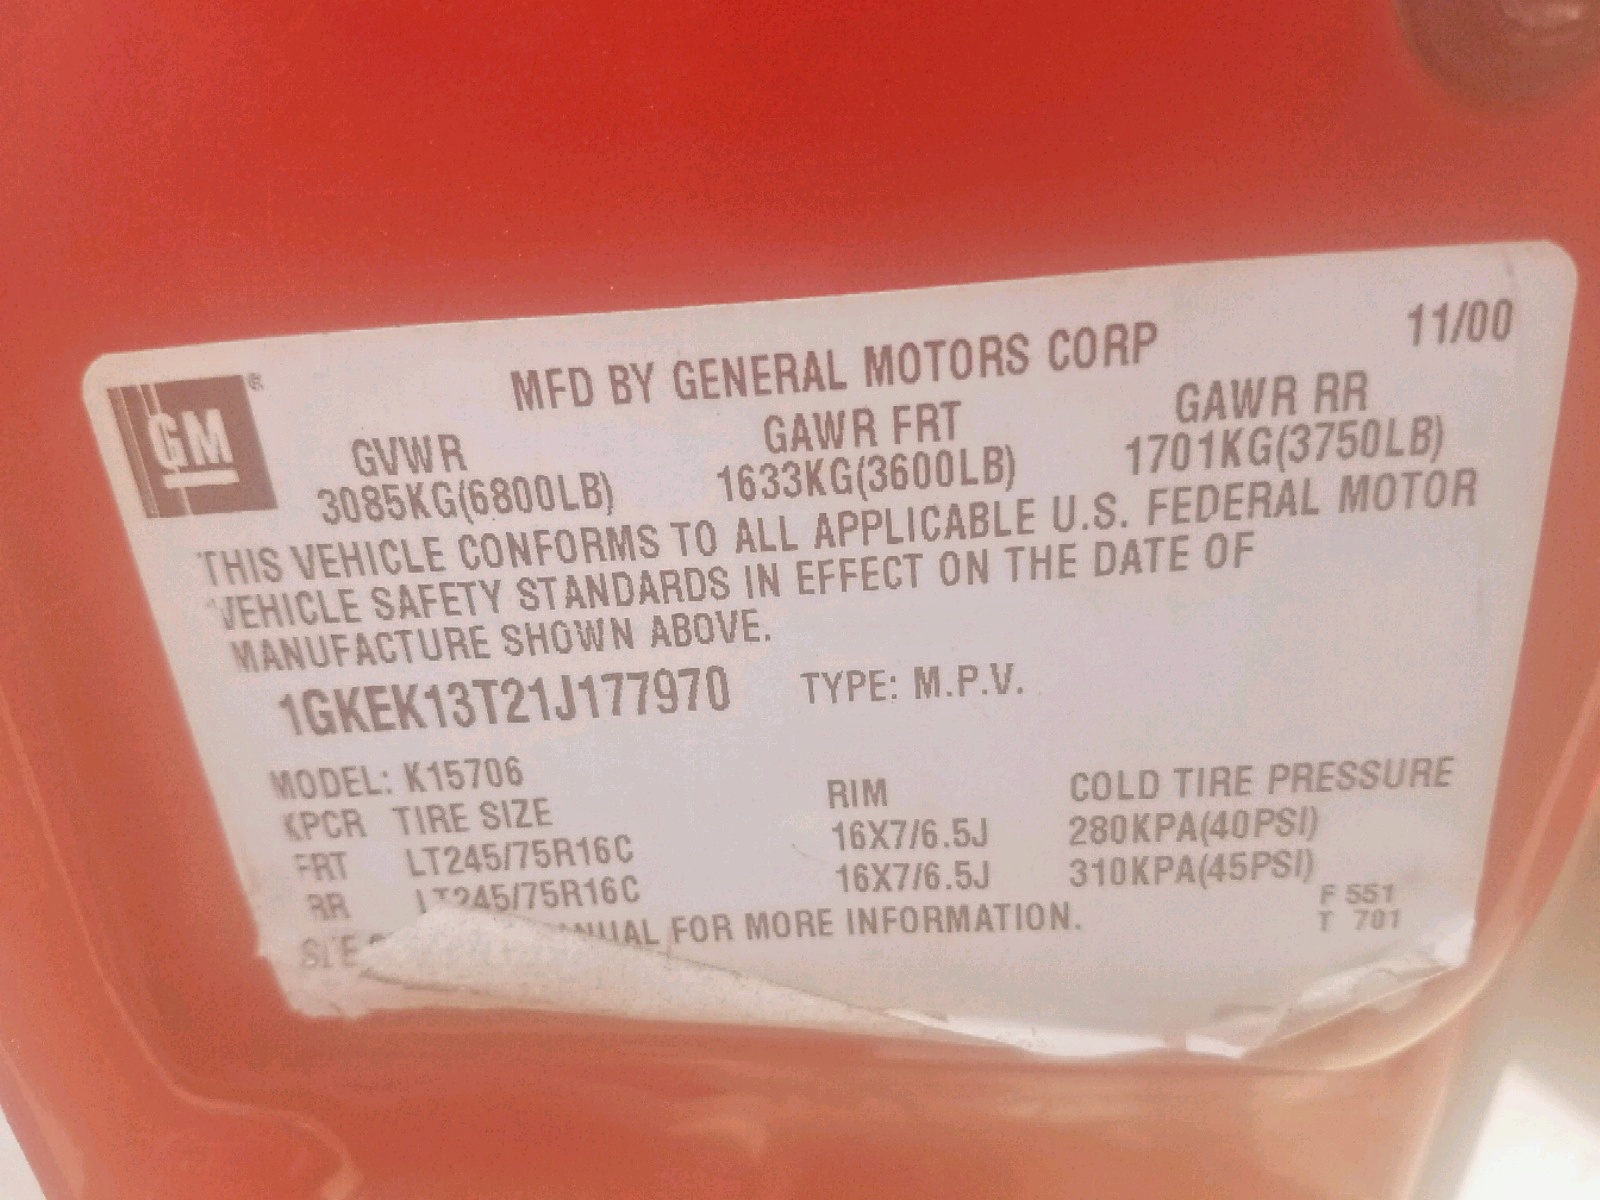 11/00
MFD BY GENERAL MOTORS CORP
GM
GVWR GAWR FRT GAWR RR
3085KG(6800LB) 1633KG(3600LB) 1701KG(3750LB)
THIS VEHICLE CONFORMS TO ALL APPLICABLE U.S. FEDERAL MOTOR
VEHICLE SAFETY STANDARDS IN EFFECT ON THE DATE OF
MANUFACTURE SHOWN ABOVE.
1GKEK13T21J177970 TYPE: M.P.V.
MODEL: K15706
KPCR TIRE SIZE RIM COLD TIRE PRESSURE
FRT LT245/75R16C 16X7/6.5J 280KPA(40PSI)
RR LT245/75R16C 16X7/6.5J 310KPA(45PSI)
FOR MORE INFORMATION.
F 551
T 701